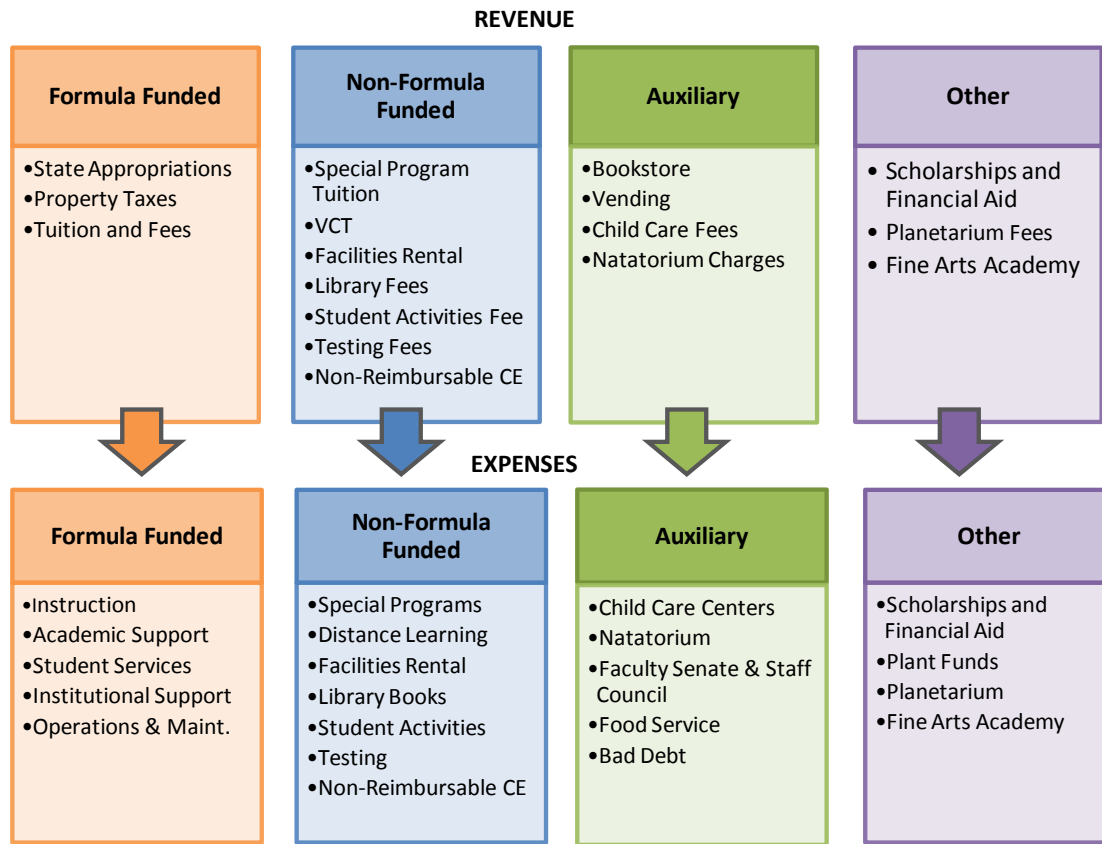 REVENUE
Formula Funded
•State Appropriations
•Property Taxes
•Tuition and Fees
Non-Formula
Funded
•Special Program
Tuition
•VCT
•Facilities Rental
•Library Fees
•Student Activities Fee
•Testing Fees
•Non-Reimbursable CE
Auxiliary
•Bookstore
•Vending
•Child Care Fees
•Natatorium Charges
Other
• Scholarships and
Financial Aid
• Planetarium Fees
• Fine Arts Academy
EXPENSES
Formula Funded
•Instruction
•Academic Support
•Student Services
•Institutional Support
•Operations & Maint.
Non-Formula
Funded
•Special Programs
•Distance Learning
•Facilities Rental
•Library Books
•Student Activities
•Testing
•Non-Reimbursable CE
Auxiliary
•Child Care Centers
•Natatorium
•Faculty Senate & Staff
Council
•Food Service
•Bad Debt
Other
•Scholarships and
Financial Aid
•Plant Funds
•Planetarium
•Fine Arts Academy